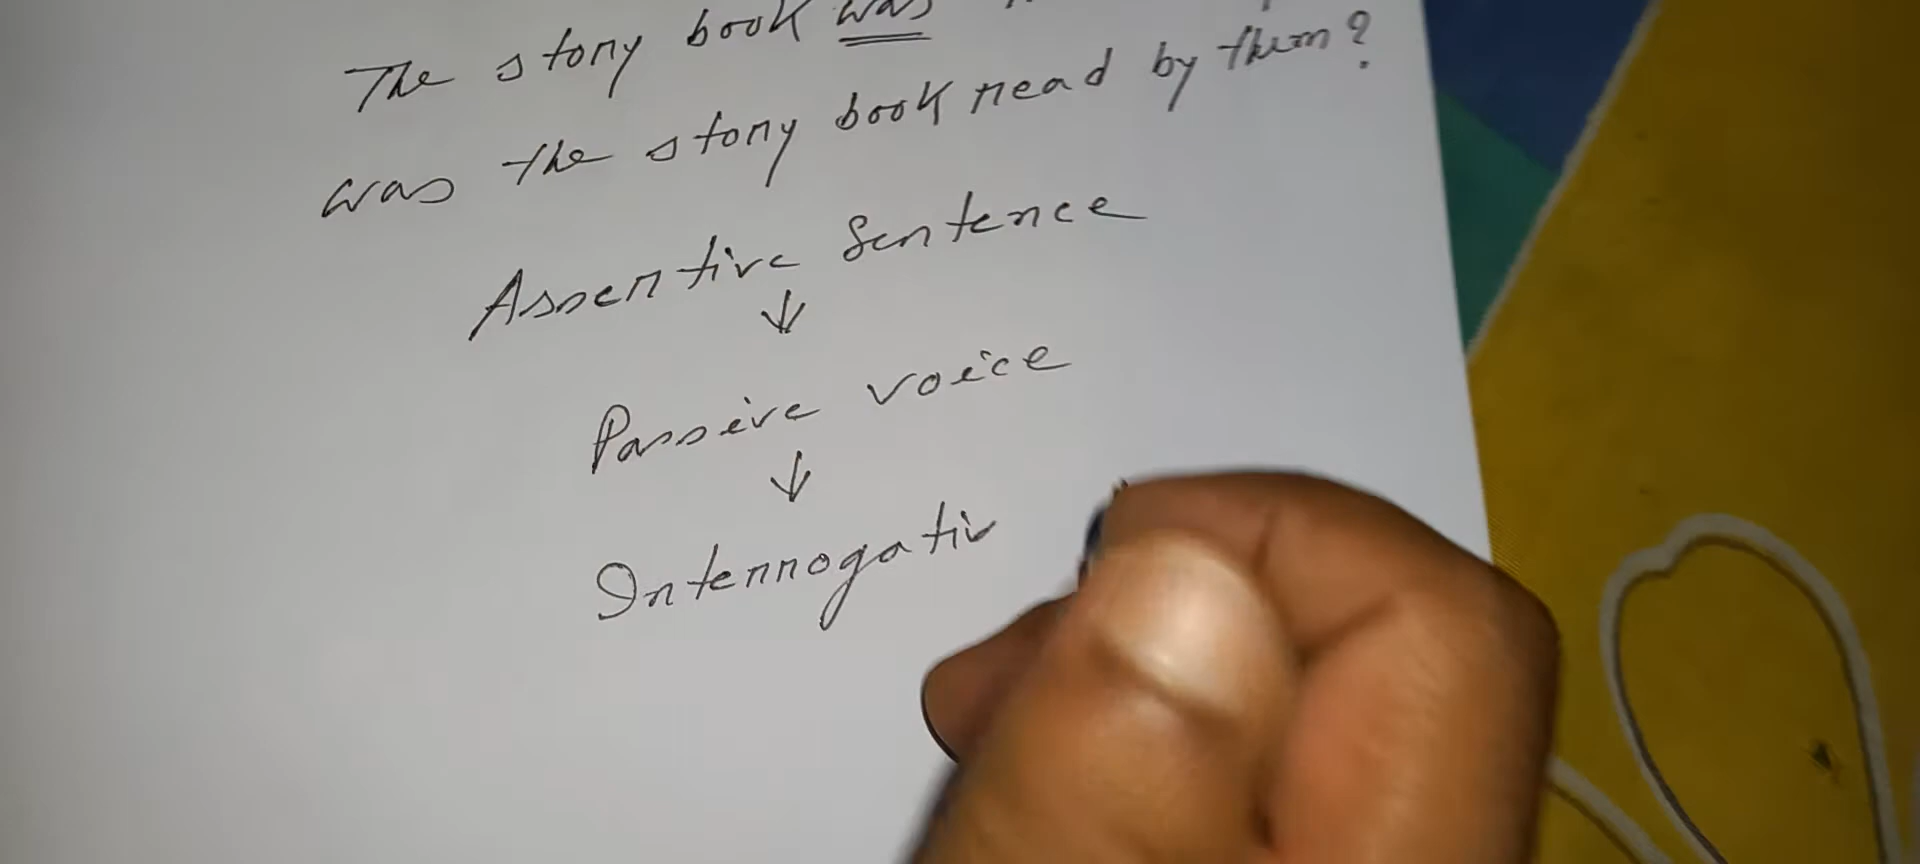 The story book was
was the story book read by them?
Assertive Sentence
↓
Passive voice
↓
Interrogativ